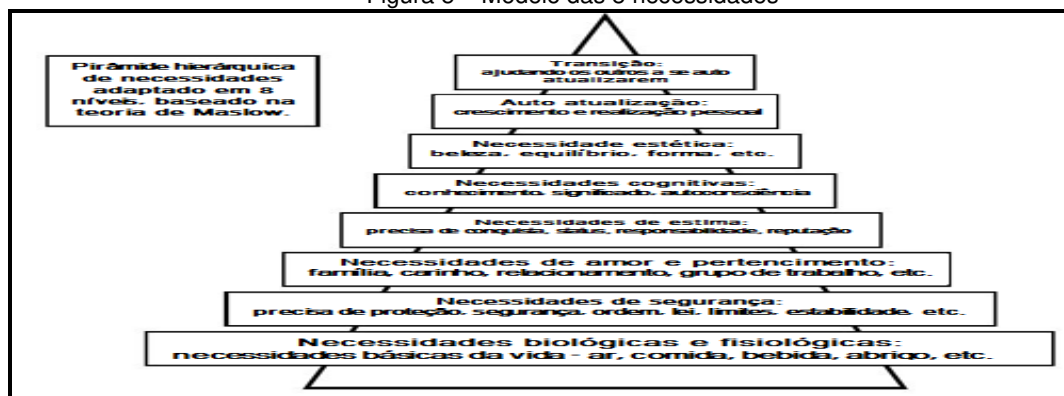 Figura 3 – Modelo das 8 necessidades
Pirâmide hierárquica
de necessidades
adaptado em 8
níveis, baseado na
teoria de Maslow.
Transição:
ajudando os outros a se auto
atualizarem
Auto atualização:
crescimento e realização pessoal
Necessidade estética:
beleza, equilíbrio, forma, etc.
Necessidades cognitivas:
conhecimento, significado, autoconsciência
Necessidades de estima:
precisa de conquista, status, responsabilidade, reputação
Necessidades de amor e pertencimento:
família, carinho, relacionamento, grupo de trabalho, etc.
Necessidades de segurança:
precisa de proteção, segurança, ordem, lei, limites, estabilidade, etc.
Necessidades biológicas e fisiológicas:
necessidades básicas da vida - ar, comida, bebida, abrigo, etc.